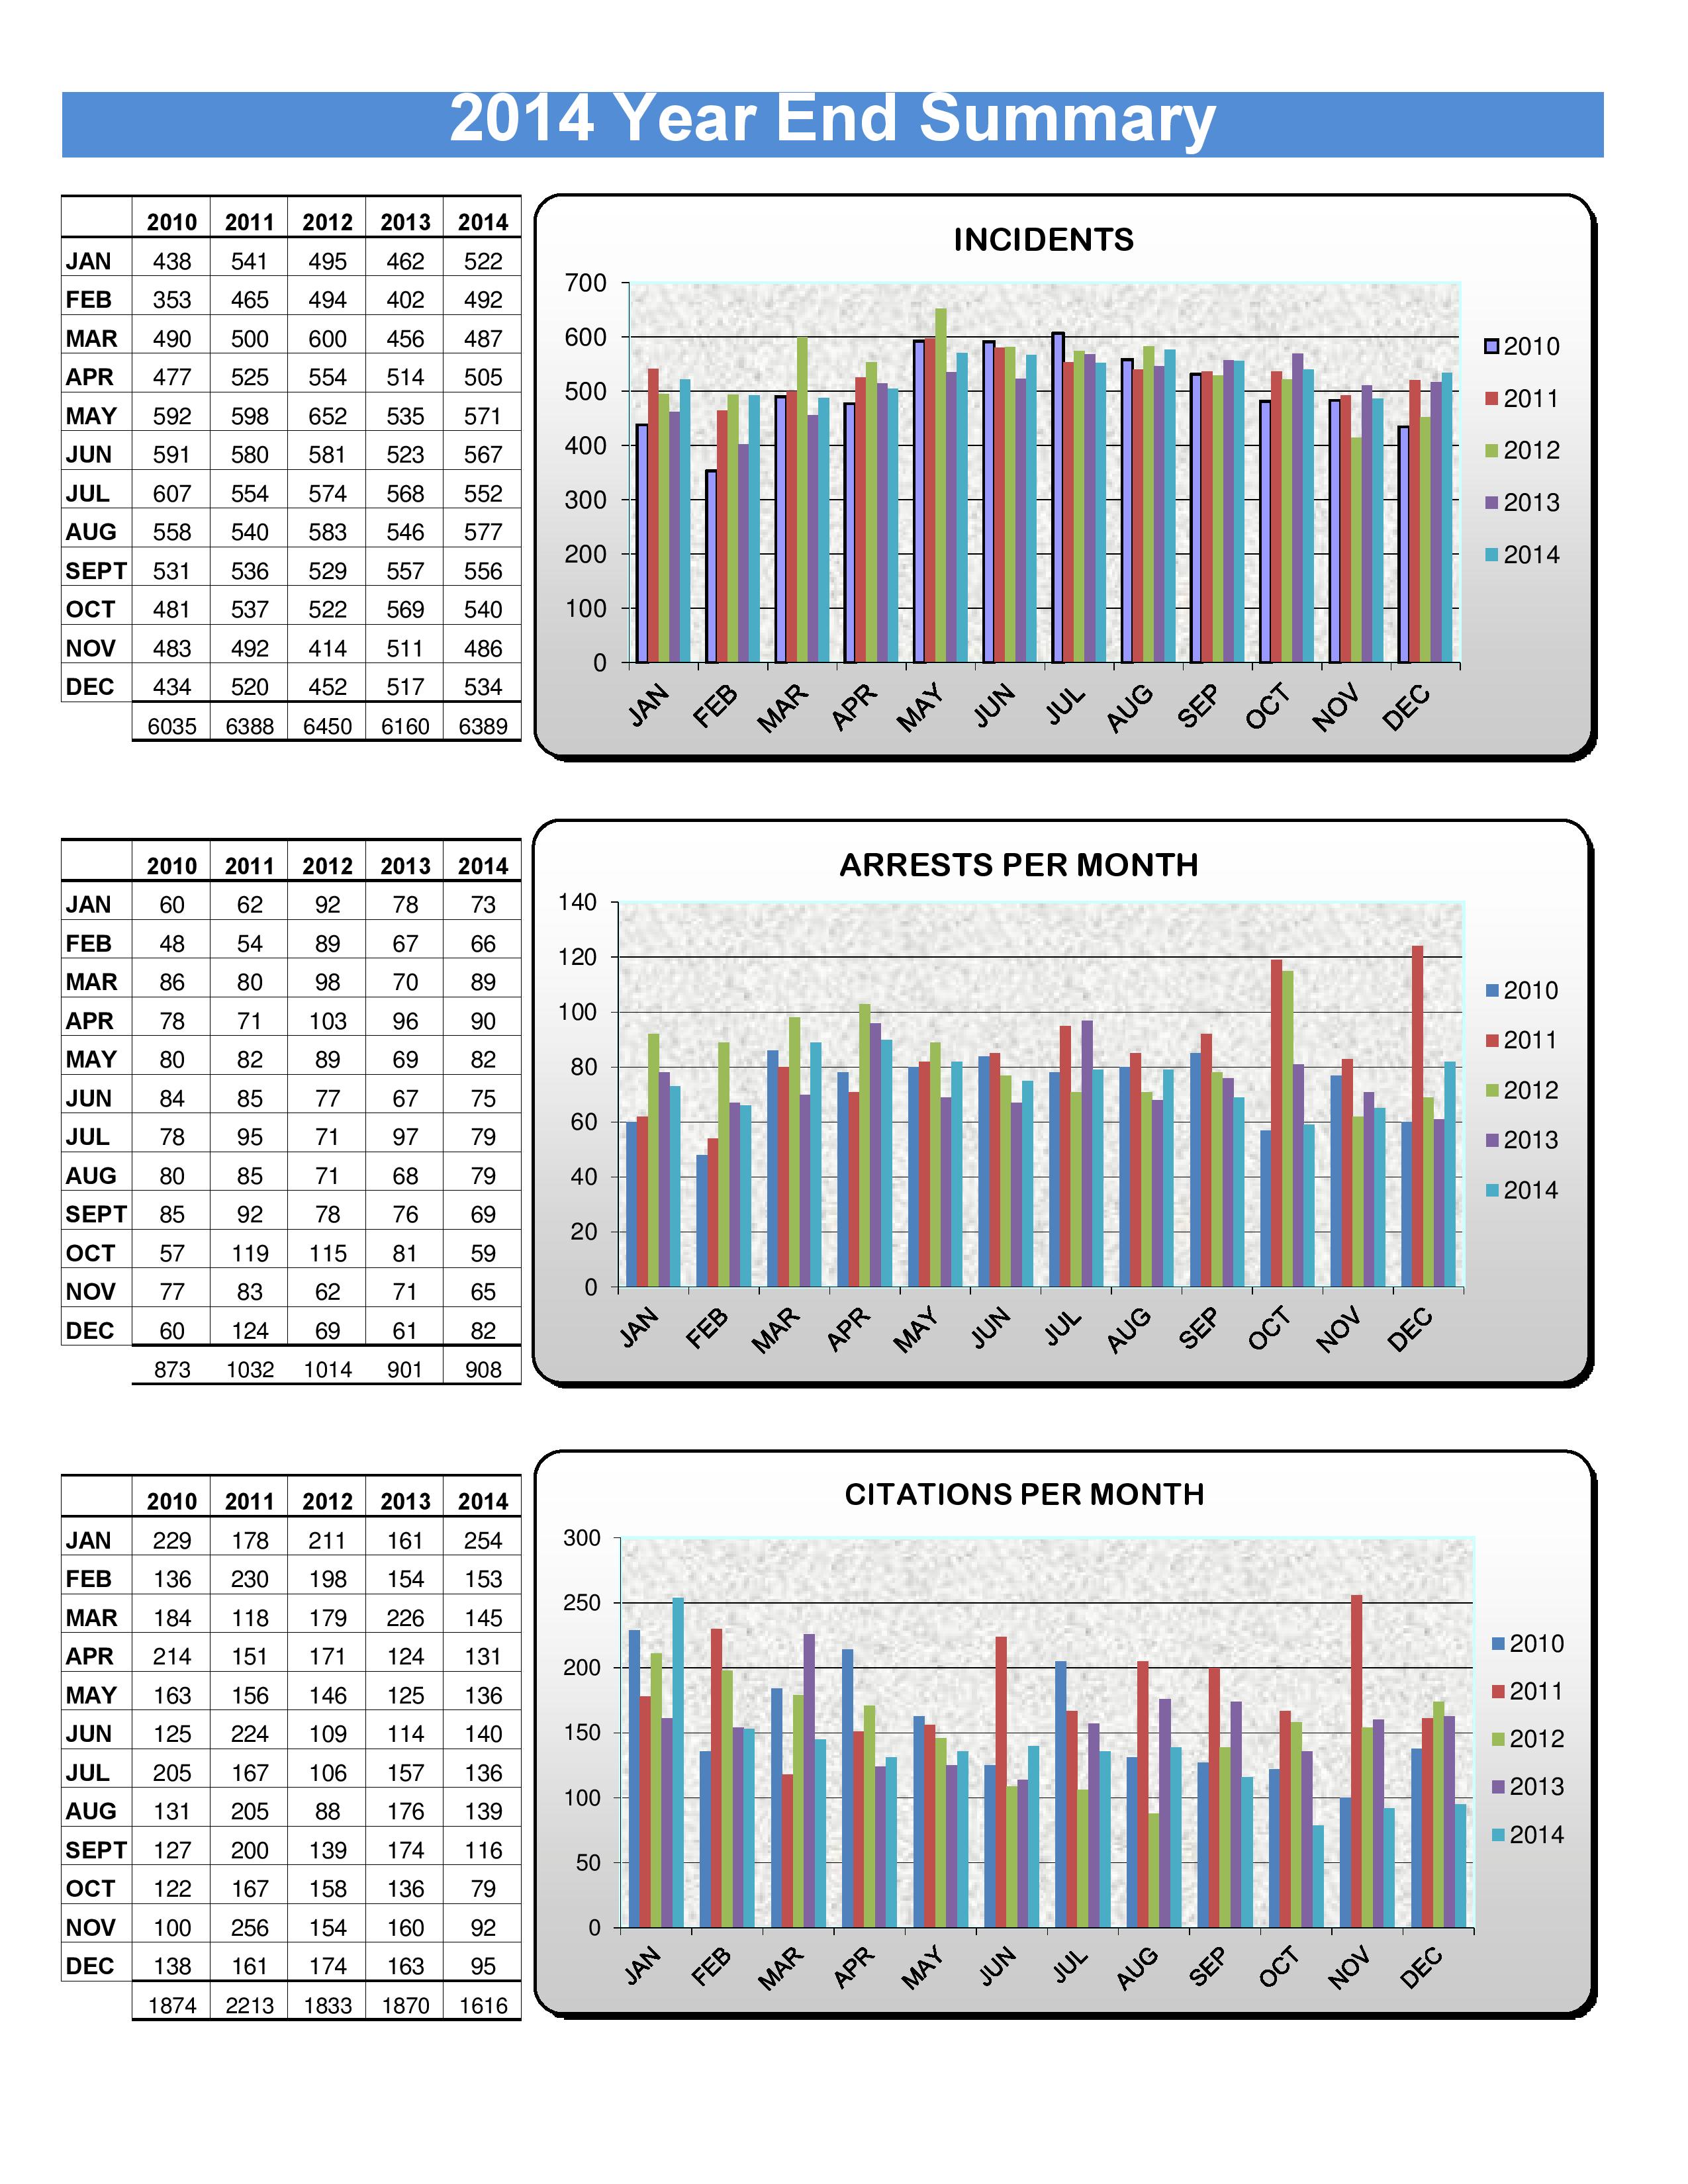 2014 Year End Summary
2010 2011 2012 2013 2014
JAN 438 541 495 462 522
FEB 353 465 494 402 492
MAR 490 500 600 456 487
APR 477 525 554 514 505
MAY 592 598 652 535 571
JUN 591 580 581 523 567
JUL 607 554 574 568 552
AUG 558 540 583 546 577
SEPT 531 536 529 557 556
OCT 481 537 522 569 540
NOV 483 492 414 511 486
DEC 434 520 452 517 534
6035 6388 6450 6160 6389
INCIDENTS
700
600
500
400
300
200
100
0
JAN FEB MAR APR MAY JUN JUL AUG SEP OCT NOV DEC
2010
2011
2012
2013
2014
2010 2011 2012 2013 2014
JAN 60 62 92 78 73
FEB 48 54 89 67 66
MAR 86 80 98 70 89
APR 78 71 103 96 90
MAY 80 82 89 69 82
JUN 84 85 77 67 75
JUL 78 95 71 97 79
AUG 80 85 71 68 79
SEPT 85 92 78 76 69
OCT 57 119 115 81 59
NOV 77 83 62 71 65
DEC 60 124 69 61 82
873 1032 1014 901 908
ARRESTS PER MONTH
140
120
100
80
60
40
20
0
JAN FEB MAR APR MAY JUN JUL AUG SEP OCT NOV DEC
2010
2011
2012
2013
2014
2010 2011 2012 2013 2014
JAN 229 178 211 161 254
FEB 136 230 198 154 153
MAR 184 118 179 226 145
APR 214 151 171 124 131
MAY 163 156 146 125 136
JUN 125 224 109 114 140
JUL 205 167 106 157 136
AUG 131 205 88 176 139
SEPT 127 200 139 174 116
OCT 122 167 158 136 79
NOV 100 256 154 160 92
DEC 138 161 174 163 95
1874 2213 1833 1870 1616
CITATIONS PER MONTH
300
250
200
150
100
50
0
JAN FEB MAR APR MAY JUN JUL AUG SEP OCT NOV DEC
2010
2011
2012
2013
2014